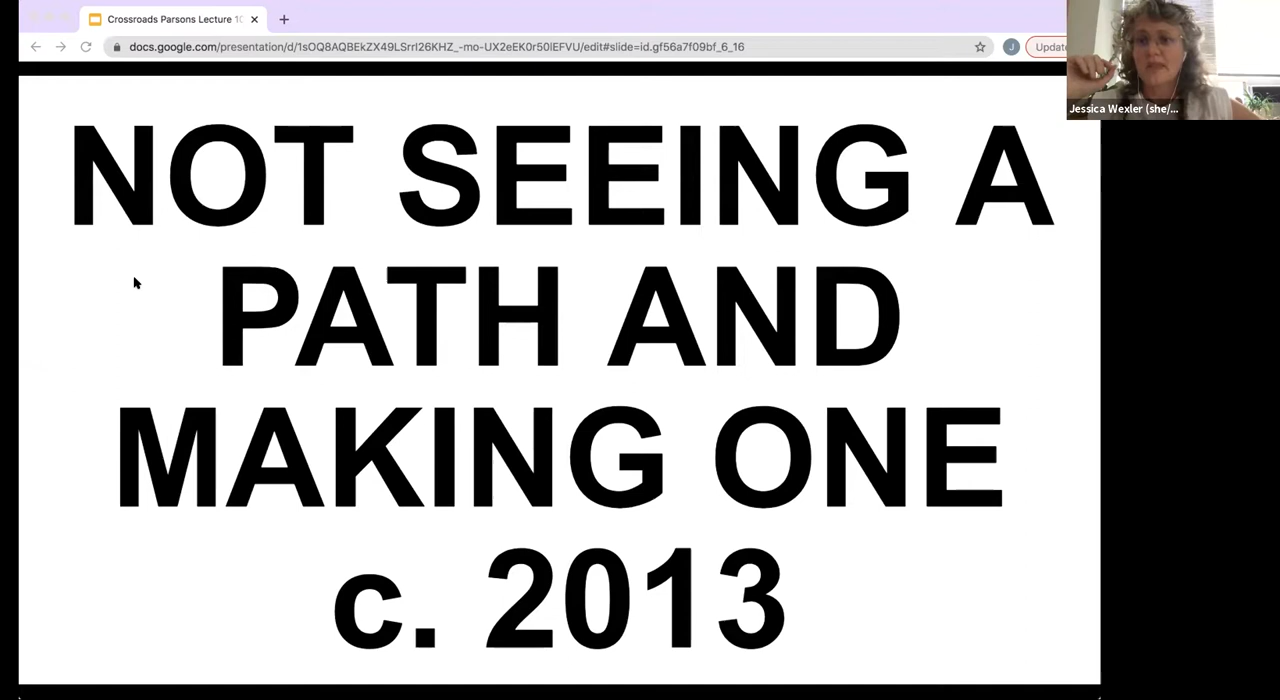 Crossroads Parsons Lecture 1
docs.google.com/presentation/d/1sOQ8AQBEkZX49LSrrI26KHZ_-mo-UX2eEK0r50lEFVU/edit#slide=id.gf56a7f09bf_6_16
J
Update
Jessica Wexler (she/...
NOT SEEING A
PATH AND
MAKING ONE
c. 2013